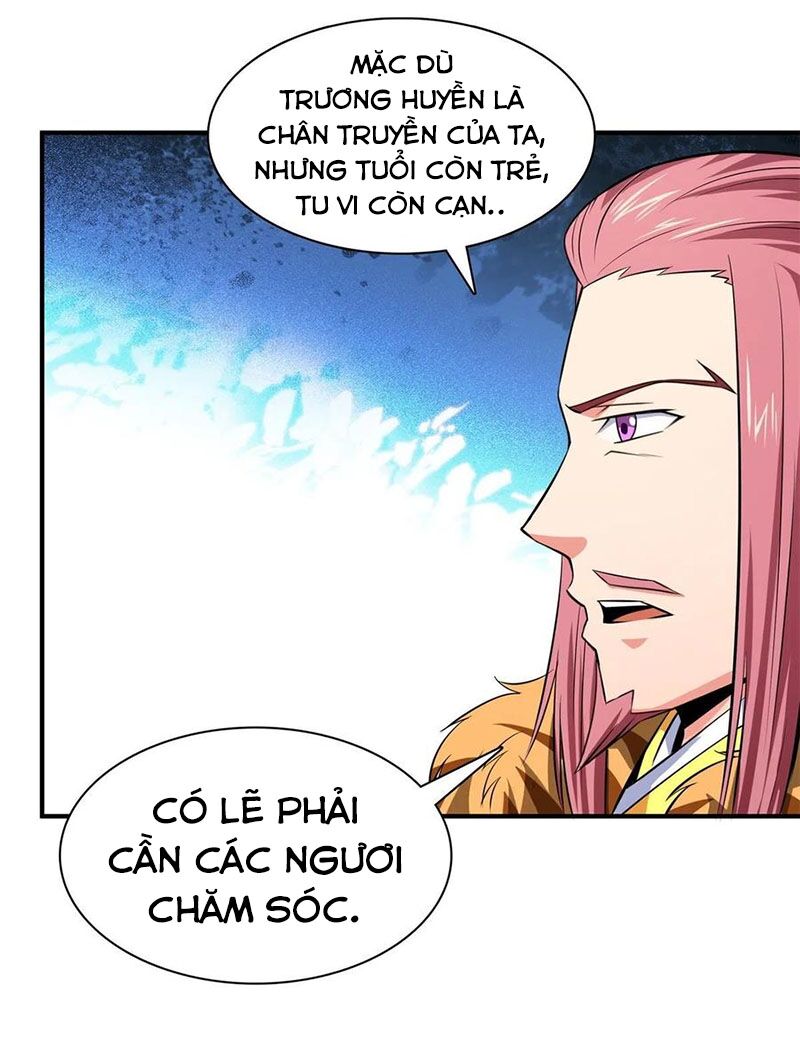 MẶC DÙ
TRƯƠNG HUYỀN LÀ
CHÂN TRUYỀN CỦA TA,
NHƯNG TUỔI CÒN TRẺ,
TU VI CÒN CẠN..
CÓ LẼ PHẢI
CẦN CÁC NGƯƠI
CHĂM SÓC.